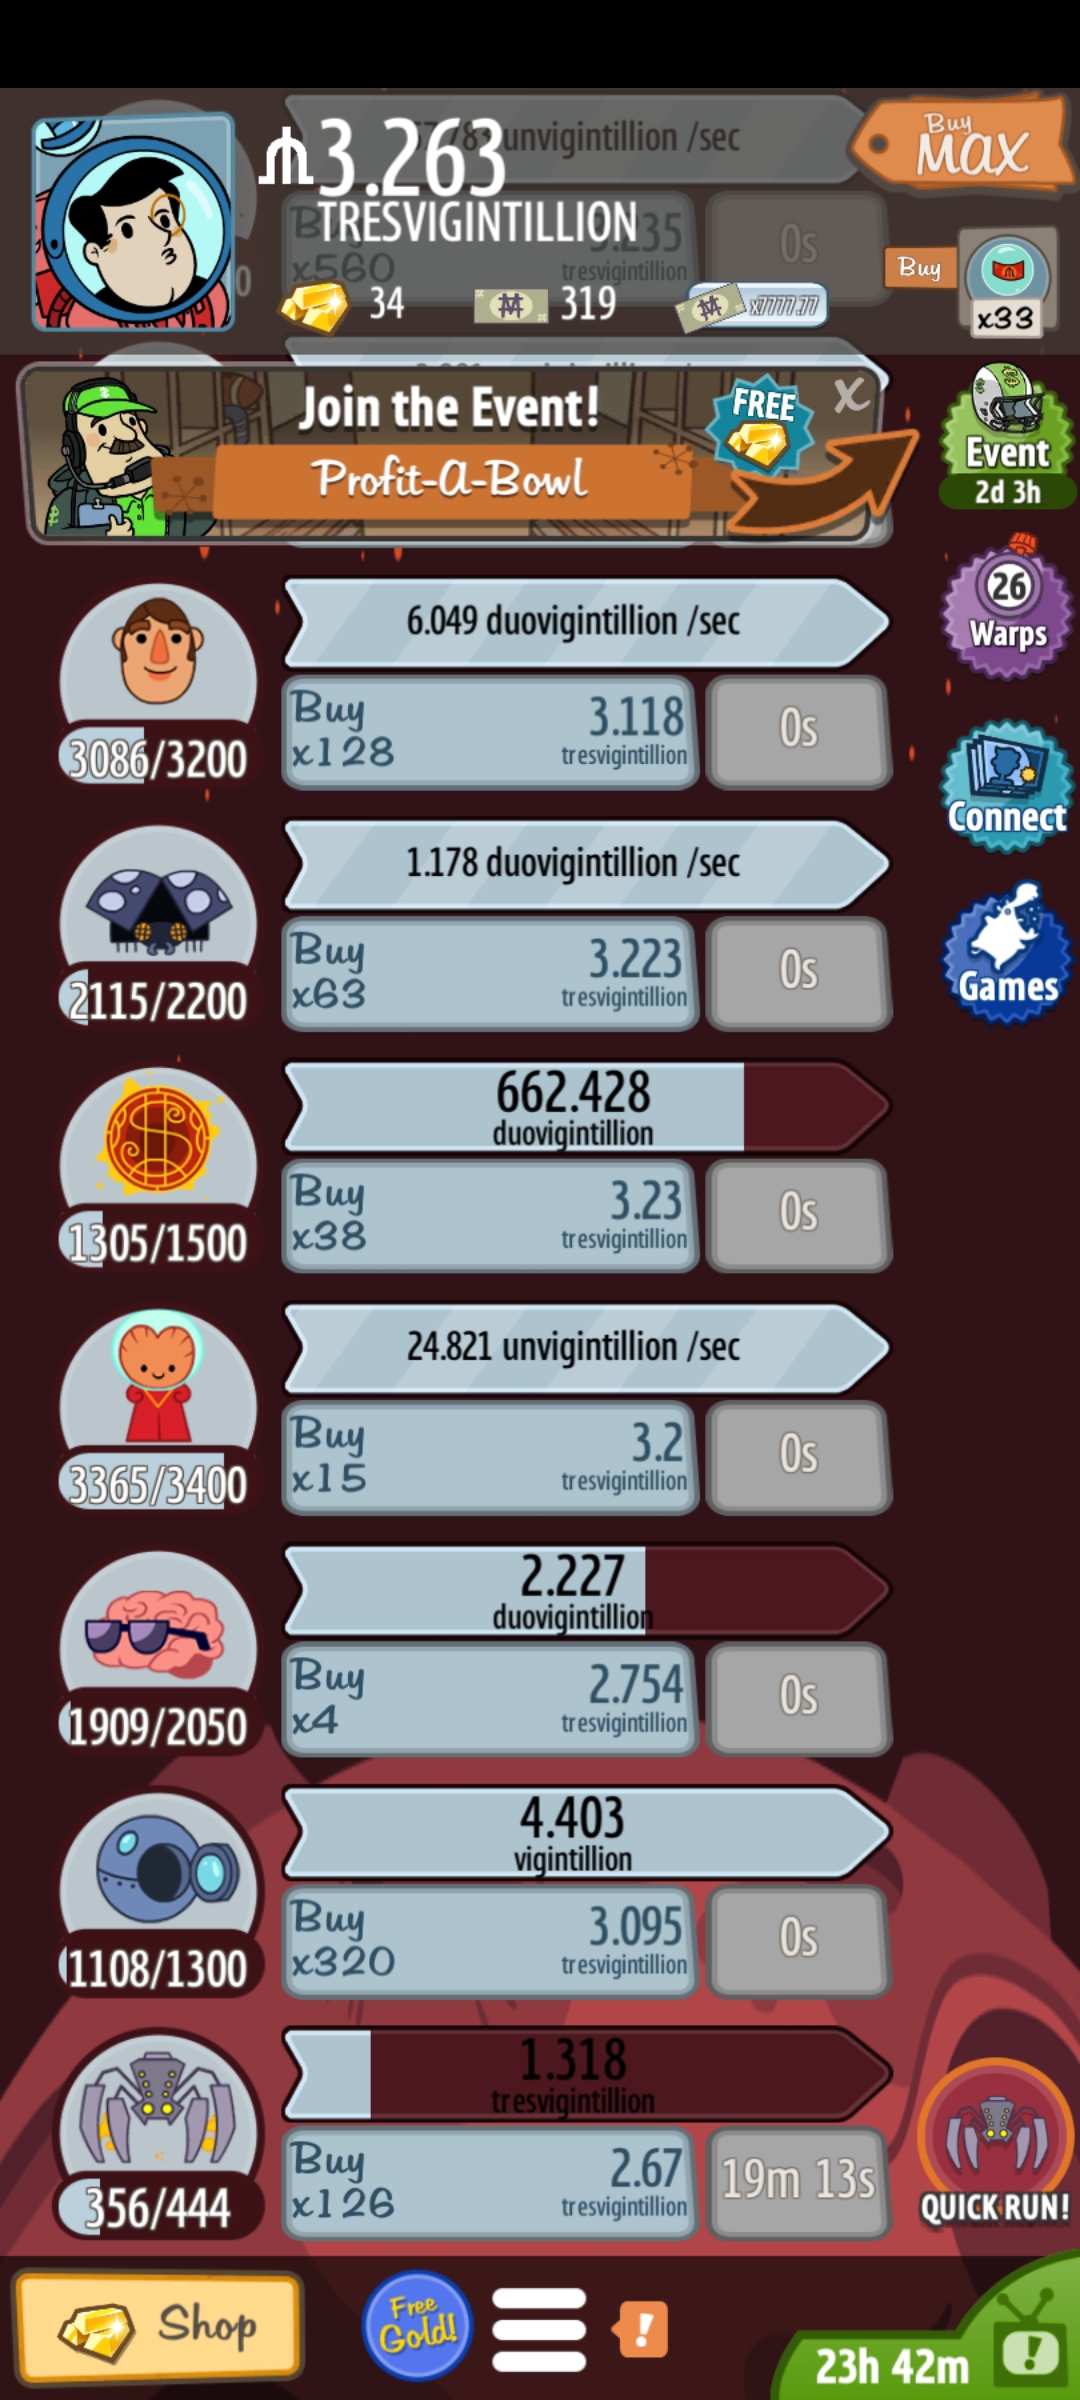 unvigintillion /sec
3.263
TRESVIGINTILLION
Buy
MAX
x560
3.235
tresvigintillion
0s
34
319
x7777.77
Buy
x33
Join the Event!
FREE
X
Profit-A-Bowl
Event
2d 3h
6.049 duovigintillion /sec
26
Warps
3086/3200
Buy
x128
3.118
tresvigintillion
0s
Connect
1.178 duovigintillion /sec
2115/2200
Buy
x63
3.223
tresvigintillion
0s
Games
662.428
duovigintillion
1305/1500
Buy
x38
3.23
tresvigintillion
0s
24.821 unvigintillion /sec
3365/3400
Buy
x15
3.2
tresvigintillion
0s
2.227
duovigintillion
1909/2050
Buy
x4
2.754
tresvigintillion
0s
4.403
vigintillion
1108/1300
Buy
x320
3.095
tresvigintillion
0s
1.318
tresvigintillion
356/444
Buy
x126
2.67
tresvigintillion
19m 13s
QUICK RUN!
Shop
Free
Gold!
!
23h 42m
!